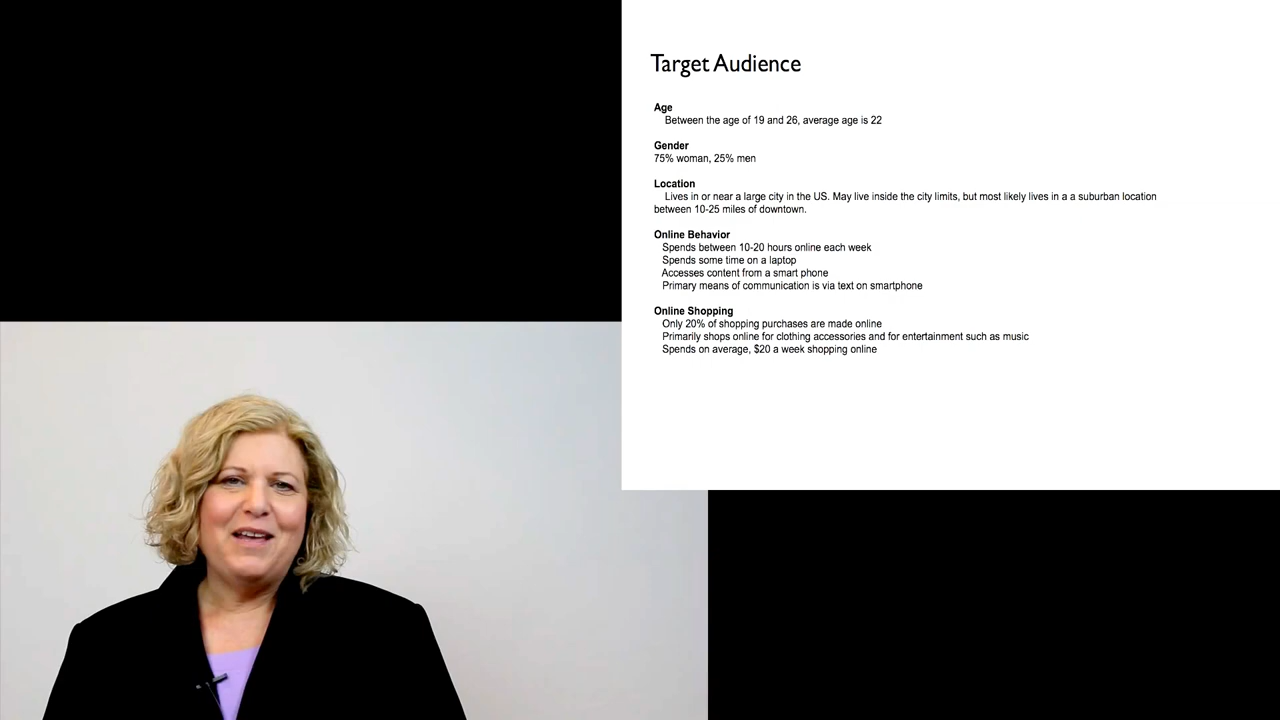 Target Audience
Age
Between the age of 19 and 26, average age is 22
Gender
75% woman, 25% men
Location
Lives in or near a large city in the US. May live inside the city limits, but most likely lives in a a suburban location
between 10-25 miles of downtown.
Online Behavior
Spends between 10-20 hours online each week
Spends some time on a laptop
Accesses content from a smart phone
Primary means of communication is via text on smartphone
Online Shopping
Only 20% of shopping purchases are made online
Primarily shops online for clothing accessories and for entertainment such as music
Spends on average, $20 a week shopping online